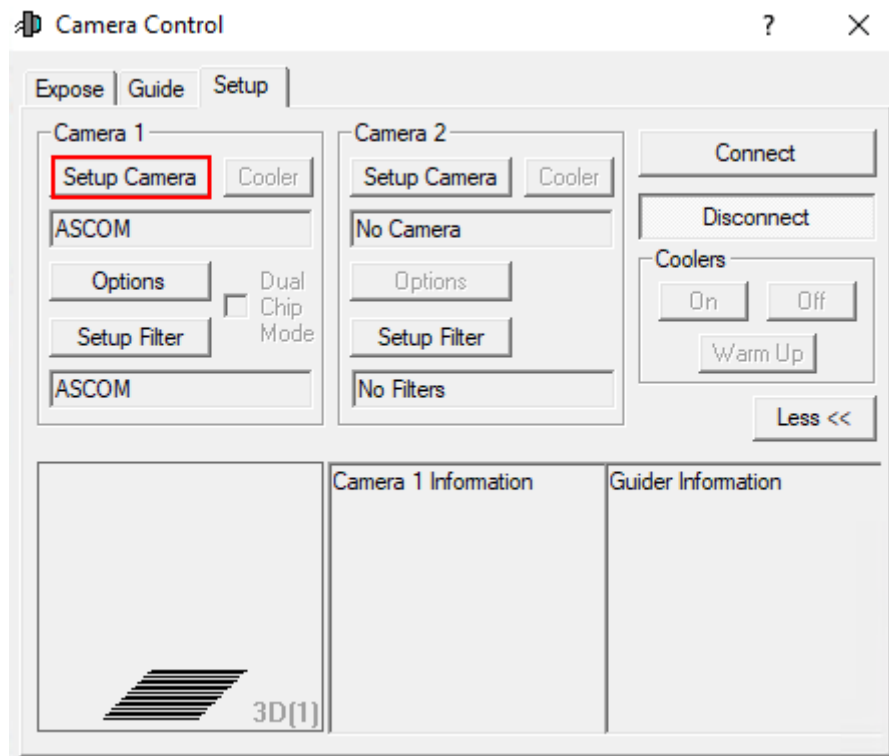 Camera Control
?
Expose
Guide
Setup
Camera 1
Setup Camera
Cooler
ASCOM
Options
Dual
Chip
Mode
Setup Filter
ASCOM
Camera 2
Setup Camera
Cooler
No Camera
Options
Setup Filter
No Filters
Connect
Disconnect
Coolers
On
Off
Warm Up
Less <<
3D(1)
Camera 1 Information
Guider Information